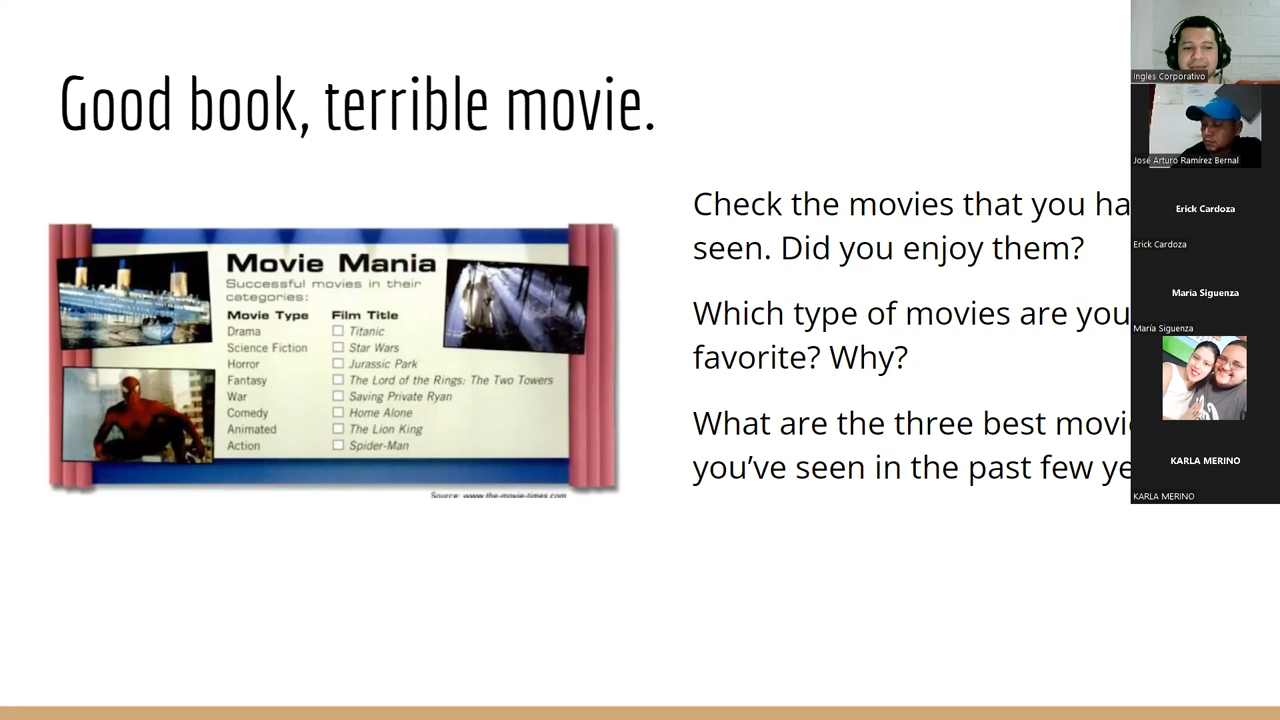 Good book, terrible movie.
Movie Mania
Successful movies in their
categories:
Movie Type Film Title
Drama Titanic
Science Fiction Star Wars
Horror Jurassic Park
Fantasy The Lord of the Rings: The Two Towers
War Saving Private Ryan
Comedy Home Alone
Animated The Lion King
Action Spider-Man
Source: www.the-movie-times.com
Check the movies that you ha
seen. Did you enjoy them?
Which type of movies are you
favorite? Why?
What are the three best movi
you've seen in the past few ye
Ingles Corporativo
José Arturo Ramírez Bernal
Erick Cardoza
Erick Cardoza
María Siguenza
María Siguenza
KARLA MERINO
KARLA MERINO